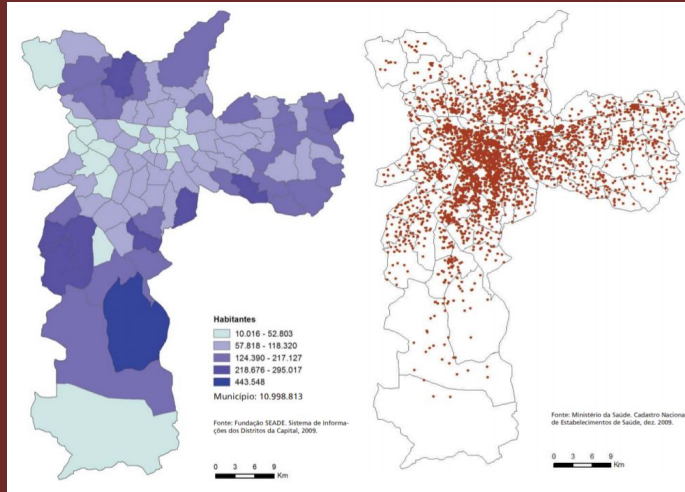 Habitantes
10.016 - 52.803
57.818 - 118.320
124.390 - 217.127
218.676 - 295.017
443.548
Município: 10.998.813
Fonte: Fundação SEADE. Sistema de Informa-
ções dos Distritos da Capital, 2009.
0 3 6 9
Km
Fonte: Ministério da Saúde. Cadastro Naciona
de Estabelecimentos de Saúde, dez. 2009.
0 3 6 9
Km